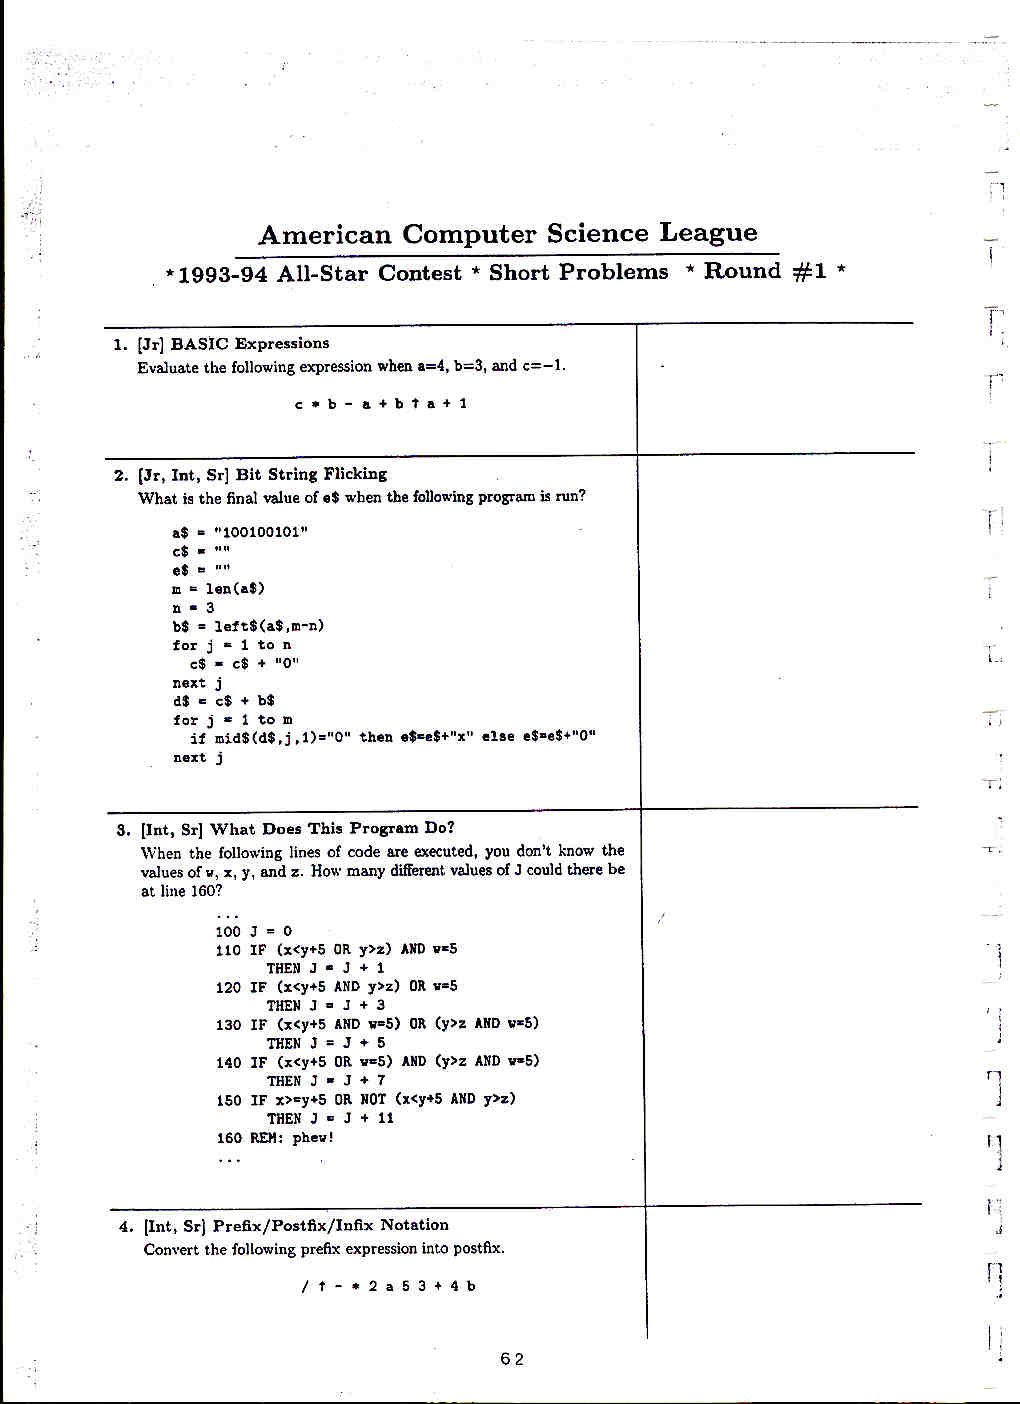 American Computer Science League
*1993-94 All-Star Contest * Short Problems * Round #1 *
1. [Jr] BASIC Expressions
Evaluate the following expression when a=4, b=3, and c=−1.
c * b - a + b ↑ a + 1
2. [Jr, Int, Sr] Bit String Flicking
What is the final value of e$ when the following program is run?
a$ = "100100101"
c$ = ""
e$ = ""
m = len(a$)
n = 3
b$ = left$(a$,m-n)
for j = 1 to n
c$ = c$ + "0"
next j
d$ = c$ + b$
for j = 1 to m
if mid$(d$,j,1)="0" then e$=e$+"x" else e$=e$+"0"
next j
3. [Int, Sr] What Does This Program Do?
When the following lines of code are executed, you don't know the
values of w, x, y, and z. How many different values of J could there be
at line 160?
...
100 J = 0
110 IF (x<y+5 OR y>z) AND w=5
THEN J = J + 1
120 IF (x<y+5 AND y>z) OR w=5
THEN J = J + 3
130 IF (x<y+5 AND w=5) OR (y>z AND w=5)
THEN J = J + 5
140 IF (x<y+5 OR w=5) AND (y>z AND w=5)
THEN J = J + 7
150 IF x>=y+5 OR NOT (x<y+5 AND y>z)
THEN J = J + 11
160 REM: phew!
...
4. [Int, Sr] Prefix/Postfix/Infix Notation
Convert the following prefix expression into postfix.
/ ↑ - * 2 a 5 3 + 4 b
62